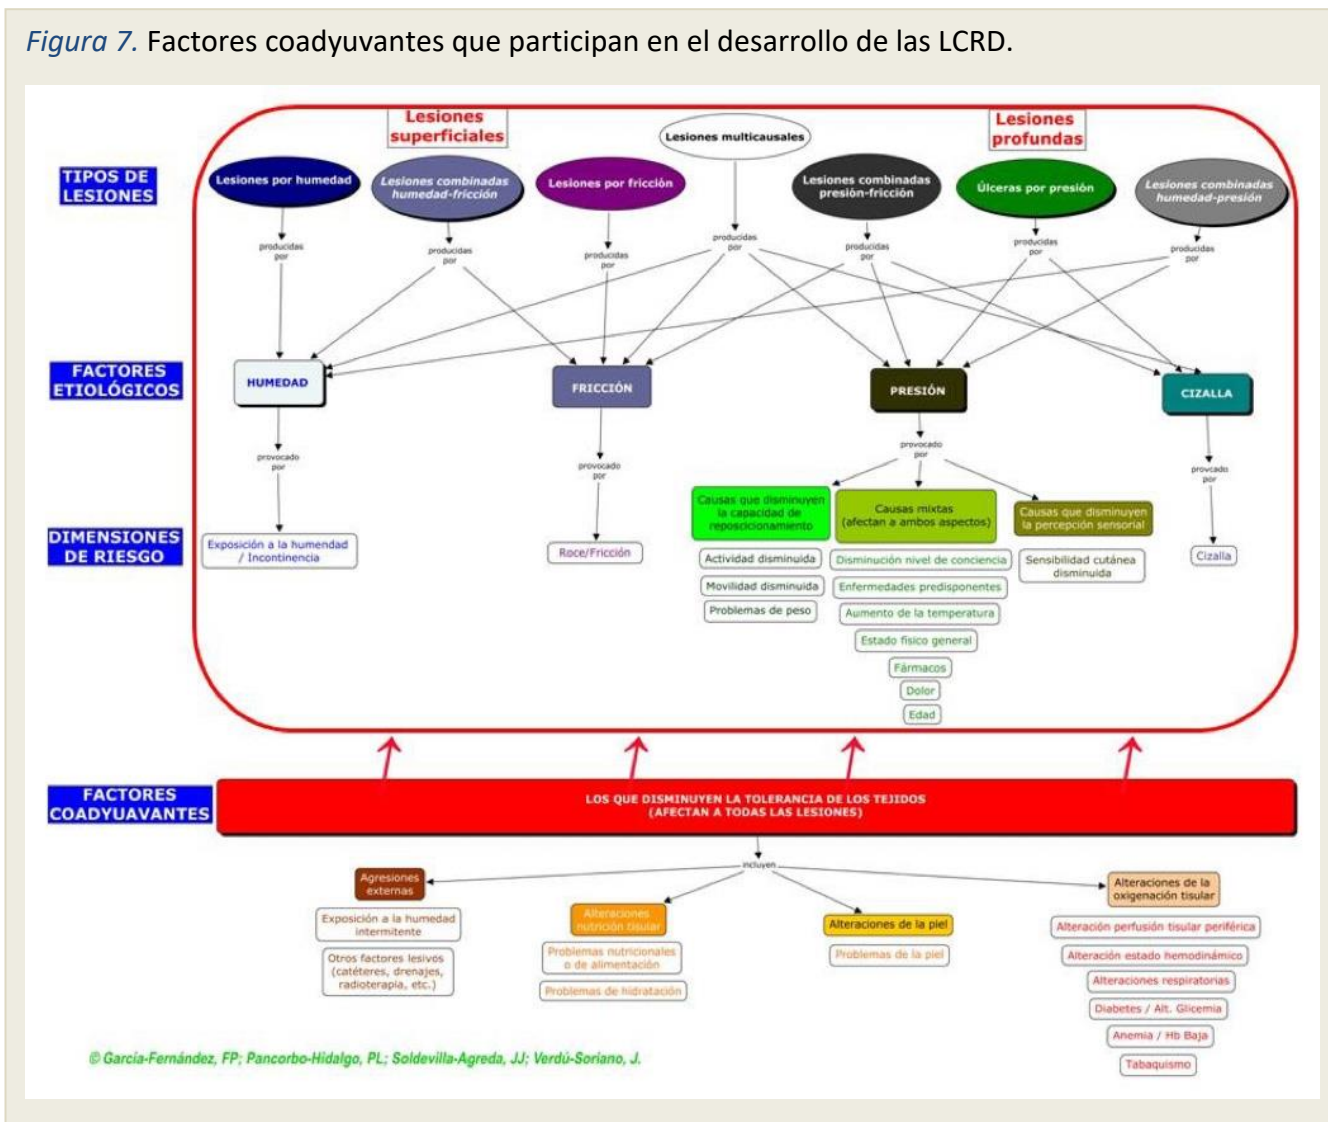 Figura 7. Factores coadyuvantes que participan en el desarrollo de las LCRD.
Lesiones
superficiales
Lesiones multicausales
Lesiones
profundas
TIPOS DE
LESIONES
Lesiones por humedad
Lesiones combinadas
humedad-fricción
Lesiones por fricción
Lesiones combinadas
presión-fricción
Úlceras por presión
Lesiones combinadas
humedad-presión
producidas
por
producidas
por
producidas
por
producidas
por
producidas
por
producidas
por
producidas
por
FACTORES
ETIOLÓGICOS
HUMEDAD
FRICCIÓN
PRESIÓN
CIZALLA
provocado
por
provocado
por
provocado
por
provcado
por
DIMENSIONES
DE RIESGO
Exposición a la humendad
/ Incontinencia
Roce/Fricción
Causas que disminuyen
la capacidad de
reposcicionamiento
Actividad disminuida
Movilidad disminuida
Problemas de peso
Causas mixtas
(afectan a ambos aspectos)
Disminución nivel de conciencia
Enfermedades predisponentes
Aumento de la temperatura
Estado físico general
Fármacos
Dolor
Edad
Causas que disminuyen
la percepción sensorial
Sensibilidad cutánea
disminuida
Cizalla
FACTORES
COADYUAVANTES
LOS QUE DISMINUYEN LA TOLERANCIA DE LOS TEJIDOS
(AFECTAN A TODAS LAS LESIONES)
incluyen
Agresiones
externas
Exposición a la humedad
intermitente
Otros factores lesivos
(catéteres, drenajes,
radioterapia, etc.)
Alteraciones
nutrición tisular
Problemas nutricionales
o de alimentación
Problemas de hidratación
Alteraciones de la piel
Problemas de la piel
Alteraciones de la
oxigenación tisular
Alteración perfusión tisular periférica
Alteración estado hemodinámico
Alteraciones respiratorias
Diabetes / Alt. Glicemia
Anemia / Hb Baja
Tabaquismo
© García-Fernández, FP; Pancorbo-Hidalgo, PL; Soldevilla-Agreda, JJ; Verdú-Soriano, J.